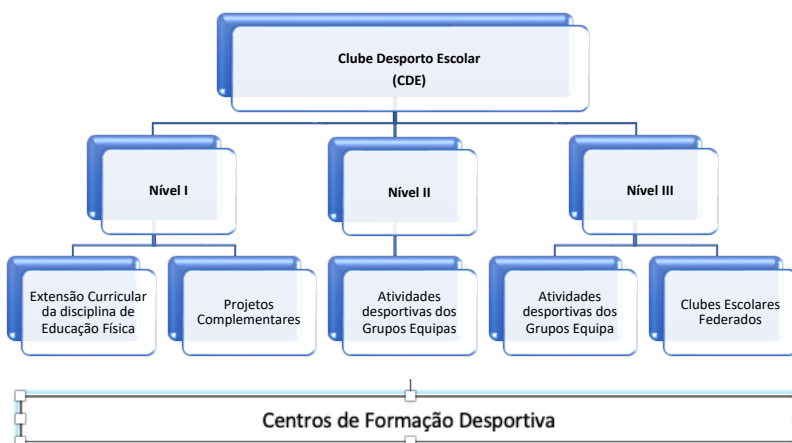 Clube Desporto Escolar
(CDE)
Nível I
Nível II
Nível III
Extensão Curricular
da disciplina de
Educação Física
Projetos
Complementares
Atividades
desportivas dos
Grupos Equipas
Atividades
desportivas dos
Grupos Equipa
Clubes Escolares
Federados
Centros de Formação Desportiva